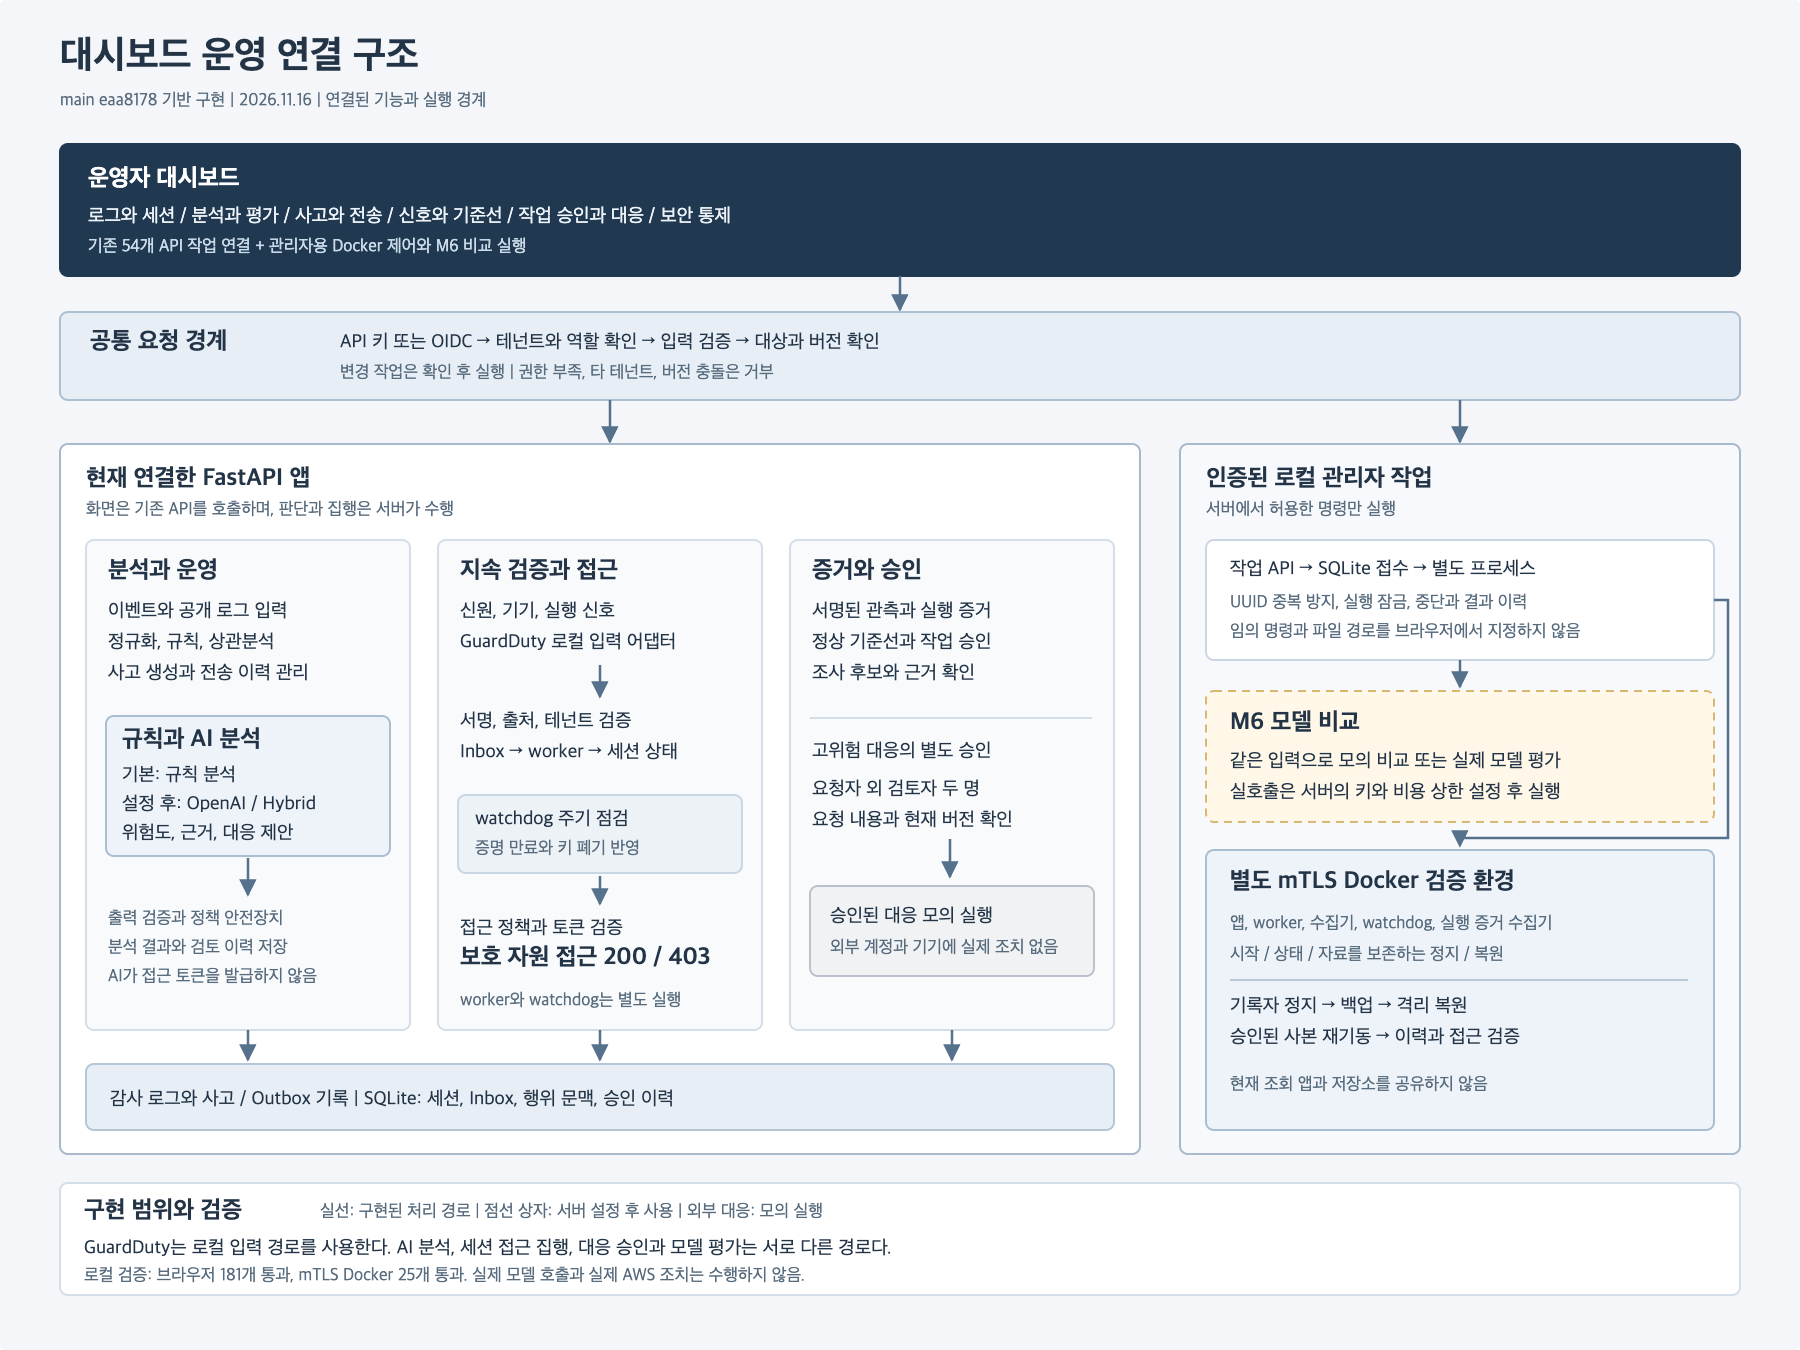 대시보드 운영 연결 구조
main eaa8178 기반 구현 | 2026.11.16 | 연결된 기능과 실행 경계
운영자 대시보드
로그와 세션 / 분석과 평가 / 사고와 전송 / 신호와 기준선 / 작업 승인과 대응 / 보안 통제
기존 54개 API 작업 연결 + 관리자용 Docker 제어와 M6 비교 실행
공통 요청 경계
API 키 또는 OIDC → 테넌트와 역할 확인 → 입력 검증 → 대상과 버전 확인
변경 작업은 확인 후 실행 | 권한 부족, 타 테넌트, 버전 충돌은 거부
현재 연결한 FastAPI 앱
화면은 기존 API를 호출하며, 판단과 집행은 서버가 수행
분석과 운영
이벤트와 공개 로그 입력
정규화, 규칙, 상관분석
사고 생성과 전송 이력 관리
규칙과 AI 분석
기본: 규칙 분석
설정 후: OpenAI / Hybrid
위험도, 근거, 대응 제안
출력 검증과 정책 안전장치
분석 결과와 검토 이력 저장
AI가 접근 토큰을 발급하지 않음
지속 검증과 접근
신원, 기기, 실행 신호
GuardDuty 로컬 입력 어댑터
서명, 출처, 테넌트 검증
Inbox → worker → 세션 상태
watchdog 주기 점검
증명 만료와 키 폐기 반영
접근 정책과 토큰 검증
보호 자원 접근 200 / 403
worker와 watchdog는 별도 실행
증거와 승인
서명된 관측과 실행 증거
정상 기준선과 작업 승인
조사 후보와 근거 확인
고위험 대응의 별도 승인
요청자 외 검토자 두 명
요청 내용과 현재 버전 확인
승인된 대응 모의 실행
외부 계정과 기기에 실제 조치 없음
감사 로그와 사고 / Outbox 기록 | SQLite: 세션, Inbox, 행위 문맥, 승인 이력
인증된 로컬 관리자 작업
서버에서 허용한 명령만 실행
작업 API → SQLite 접수 → 별도 프로세스
UUID 중복 방지, 실행 잠금, 중단과 결과 이력
임의 명령과 파일 경로를 브라우저에서 지정하지 않음
M6 모델 비교
같은 입력으로 모의 비교 또는 실제 모델 평가
실호출은 서버의 키와 비용 상한 설정 후 실행
별도 mTLS Docker 검증 환경
앱, worker, 수집기, watchdog, 실행 증거 수집기
시작 / 상태 / 자료를 보존하는 정지 / 복원
기록자 정지 → 백업 → 격리 복원
승인된 사본 재기동 → 이력과 접근 검증
현재 조회 앱과 저장소를 공유하지 않음
구현 범위와 검증
실선: 구현된 처리 경로 | 점선 상자: 서버 설정 후 사용 | 외부 대응: 모의 실행
GuardDuty는 로컬 입력 경로를 사용한다. AI 분석, 세션 접근 집행, 대응 승인과 모델 평가는 서로 다른 경로다.
로컬 검증: 브라우저 181개 통과, mTLS Docker 25개 통과. 실제 모델 호출과 실제 AWS 조치는 수행하지 않음.